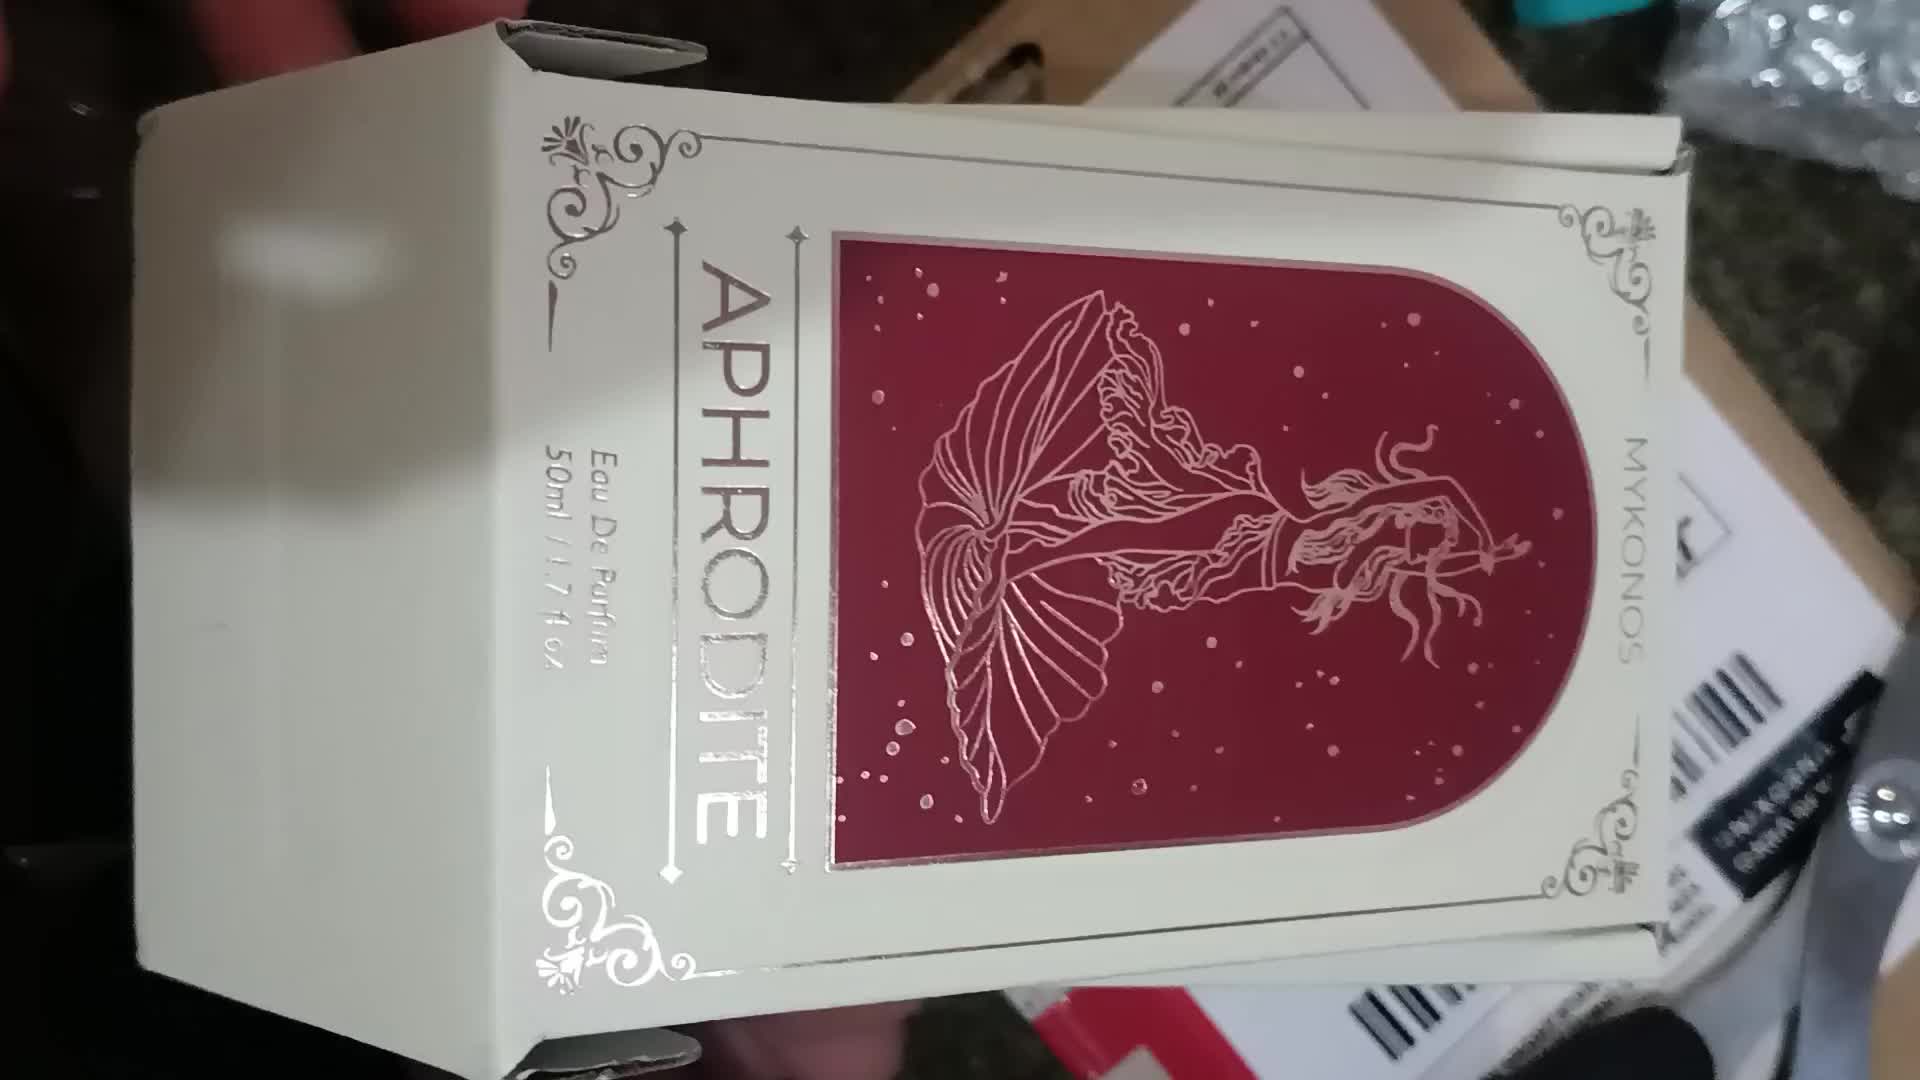 MYKONOS
APHRODITE
Eau De Parfum
50ml / 1.7 fl oz